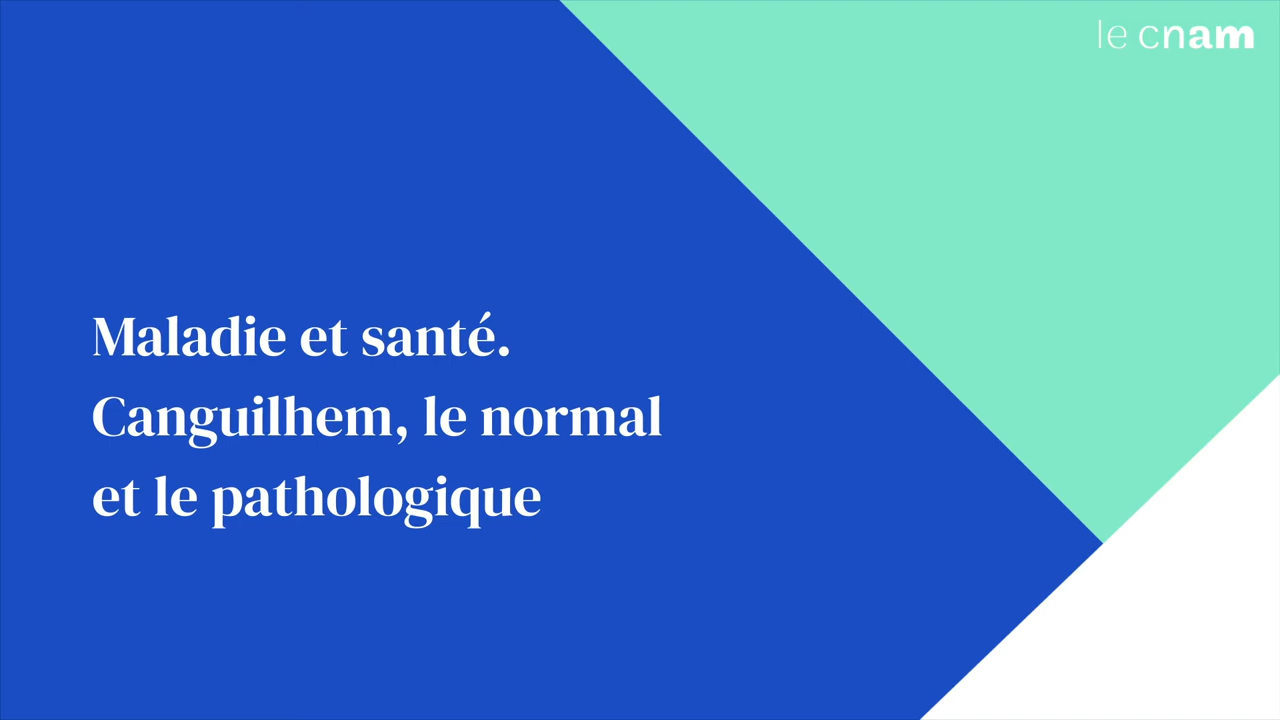 le cnam
Maladie et santé.
Canguilhem, le normal
et le pathologique